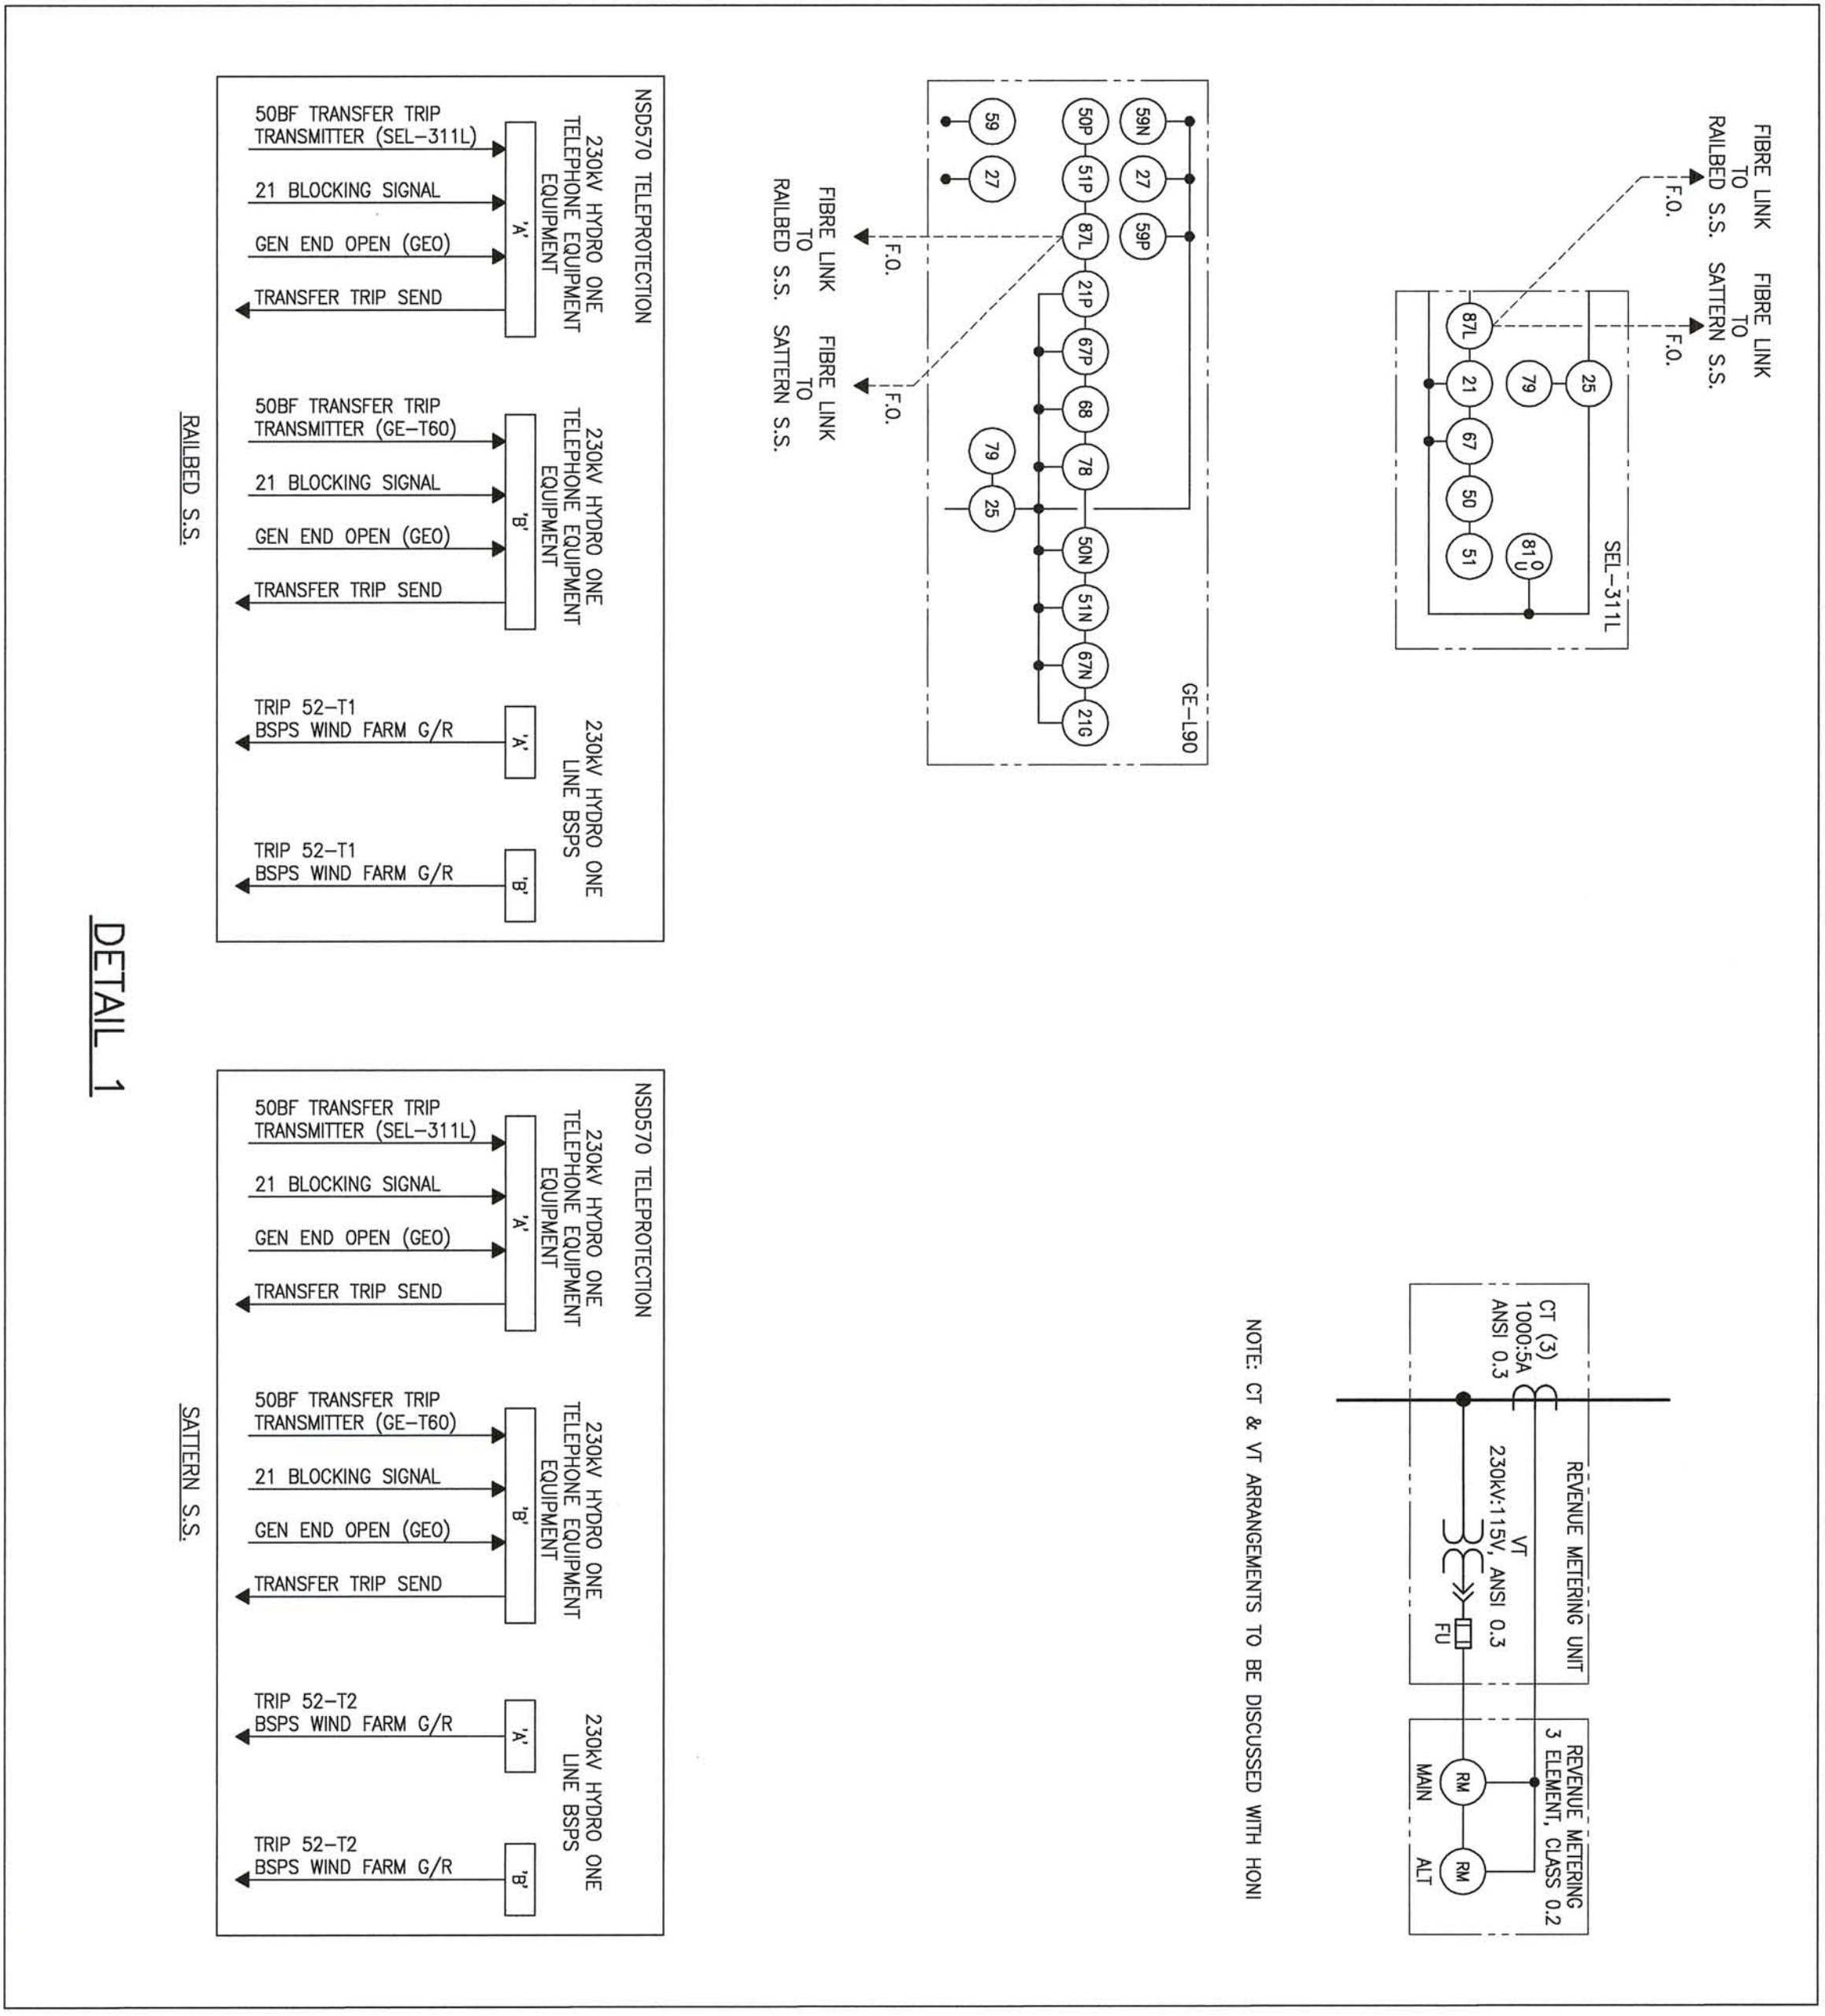 FIBRE LINK
TO
RAILBED S.S.
FIBRE LINK
TO
SATTERN S.S.
F.O.
F.O.
SEL-311L
87L
21
67
50
51
79
25
81 O
U
GE-L90
59N
27
59P
50P
51P
87L
21P
67P
68
78
50N
51N
67N
21G
59
27
79
25
F.O.
F.O.
FIBRE LINK
TO
RAILBED S.S.
FIBRE LINK
TO
SATTERN S.S.
REVENUE METERING UNIT
CT (3)
1000:5A
ANSI 0.3
VT
230kV:115V, ANSI 0.3
FU
REVENUE METERING
3 ELEMENT, CLASS 0.2
RM
RM
MAIN
ALT
NOTE: CT & VT ARRANGEMENTS TO BE DISCUSSED WITH HONI
NSD570 TELEPROTECTION
230kV HYDRO ONE
TELEPHONE EQUIPMENT
EQUIPMENT
'A'
50BF TRANSFER TRIP
TRANSMITTER (SEL-311L)
21 BLOCKING SIGNAL
GEN END OPEN (GEO)
TRANSFER TRIP SEND
230kV HYDRO ONE
TELEPHONE EQUIPMENT
EQUIPMENT
'B'
50BF TRANSFER TRIP
TRANSMITTER (GE-T60)
21 BLOCKING SIGNAL
GEN END OPEN (GEO)
TRANSFER TRIP SEND
230kV HYDRO ONE
LINE BSPS
'A'
TRIP 52-T1
BSPS WIND FARM G/R
'B'
TRIP 52-T1
BSPS WIND FARM G/R
RAILBED S.S.
NSD570 TELEPROTECTION
230kV HYDRO ONE
TELEPHONE EQUIPMENT
EQUIPMENT
'A'
50BF TRANSFER TRIP
TRANSMITTER (SEL-311L)
21 BLOCKING SIGNAL
GEN END OPEN (GEO)
TRANSFER TRIP SEND
230kV HYDRO ONE
TELEPHONE EQUIPMENT
EQUIPMENT
'B'
50BF TRANSFER TRIP
TRANSMITTER (GE-T60)
21 BLOCKING SIGNAL
GEN END OPEN (GEO)
TRANSFER TRIP SEND
230kV HYDRO ONE
LINE BSPS
'A'
TRIP 52-T2
BSPS WIND FARM G/R
'B'
TRIP 52-T2
BSPS WIND FARM G/R
SATTERN S.S.
DETAIL 1